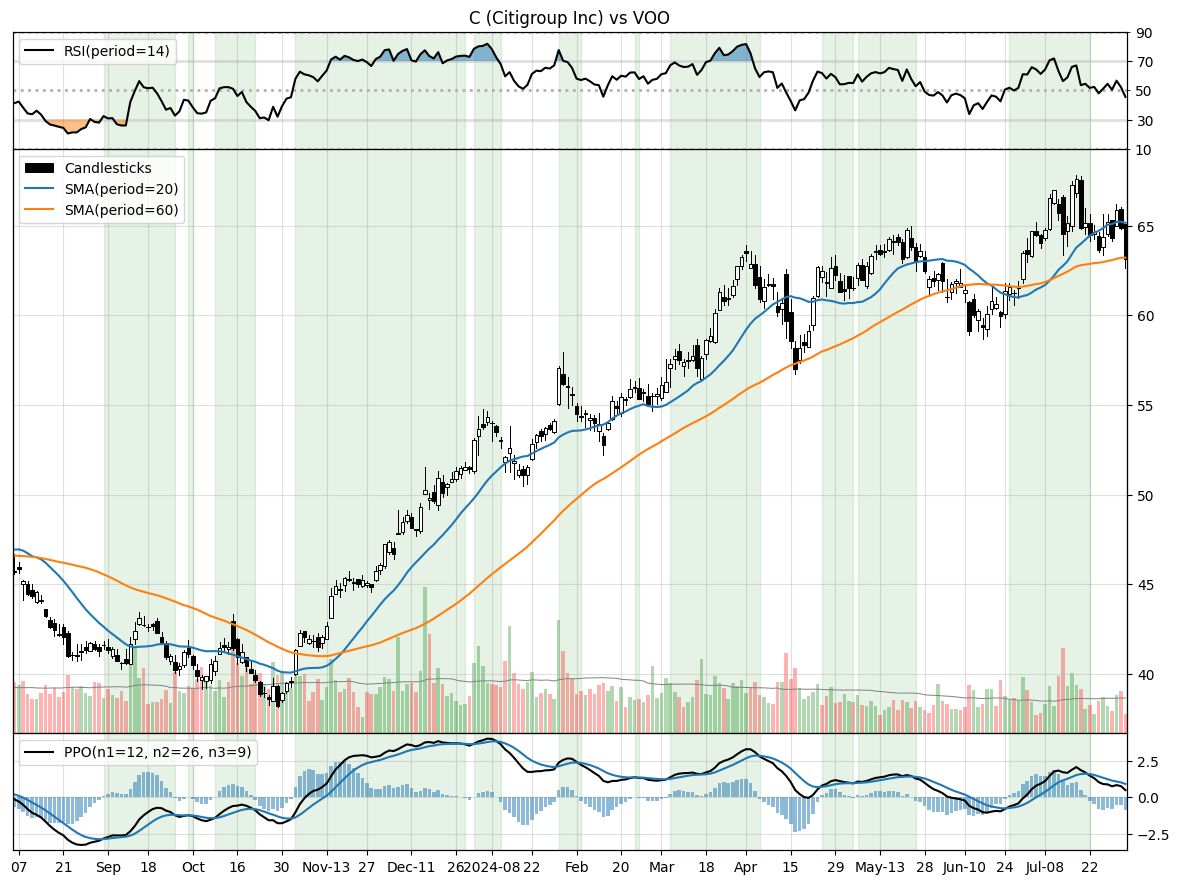 C (Citigroup Inc) vs VOO
RSI(period=14)
90
70
50
30
10
Candlesticks
SMA(period=20)
SMA(period=60)
65
60
55
50
45
40
PPO(n1=12, n2=26, n3=9)
2.5
0.0
−2.5
07 21 Sep 18 Oct 16 30 Nov-13 27 Dec-11 26 2024-08 22 Feb 20 Mar 18 Apr 15 29 May-13 28 Jun-10 24 Jul-08 22